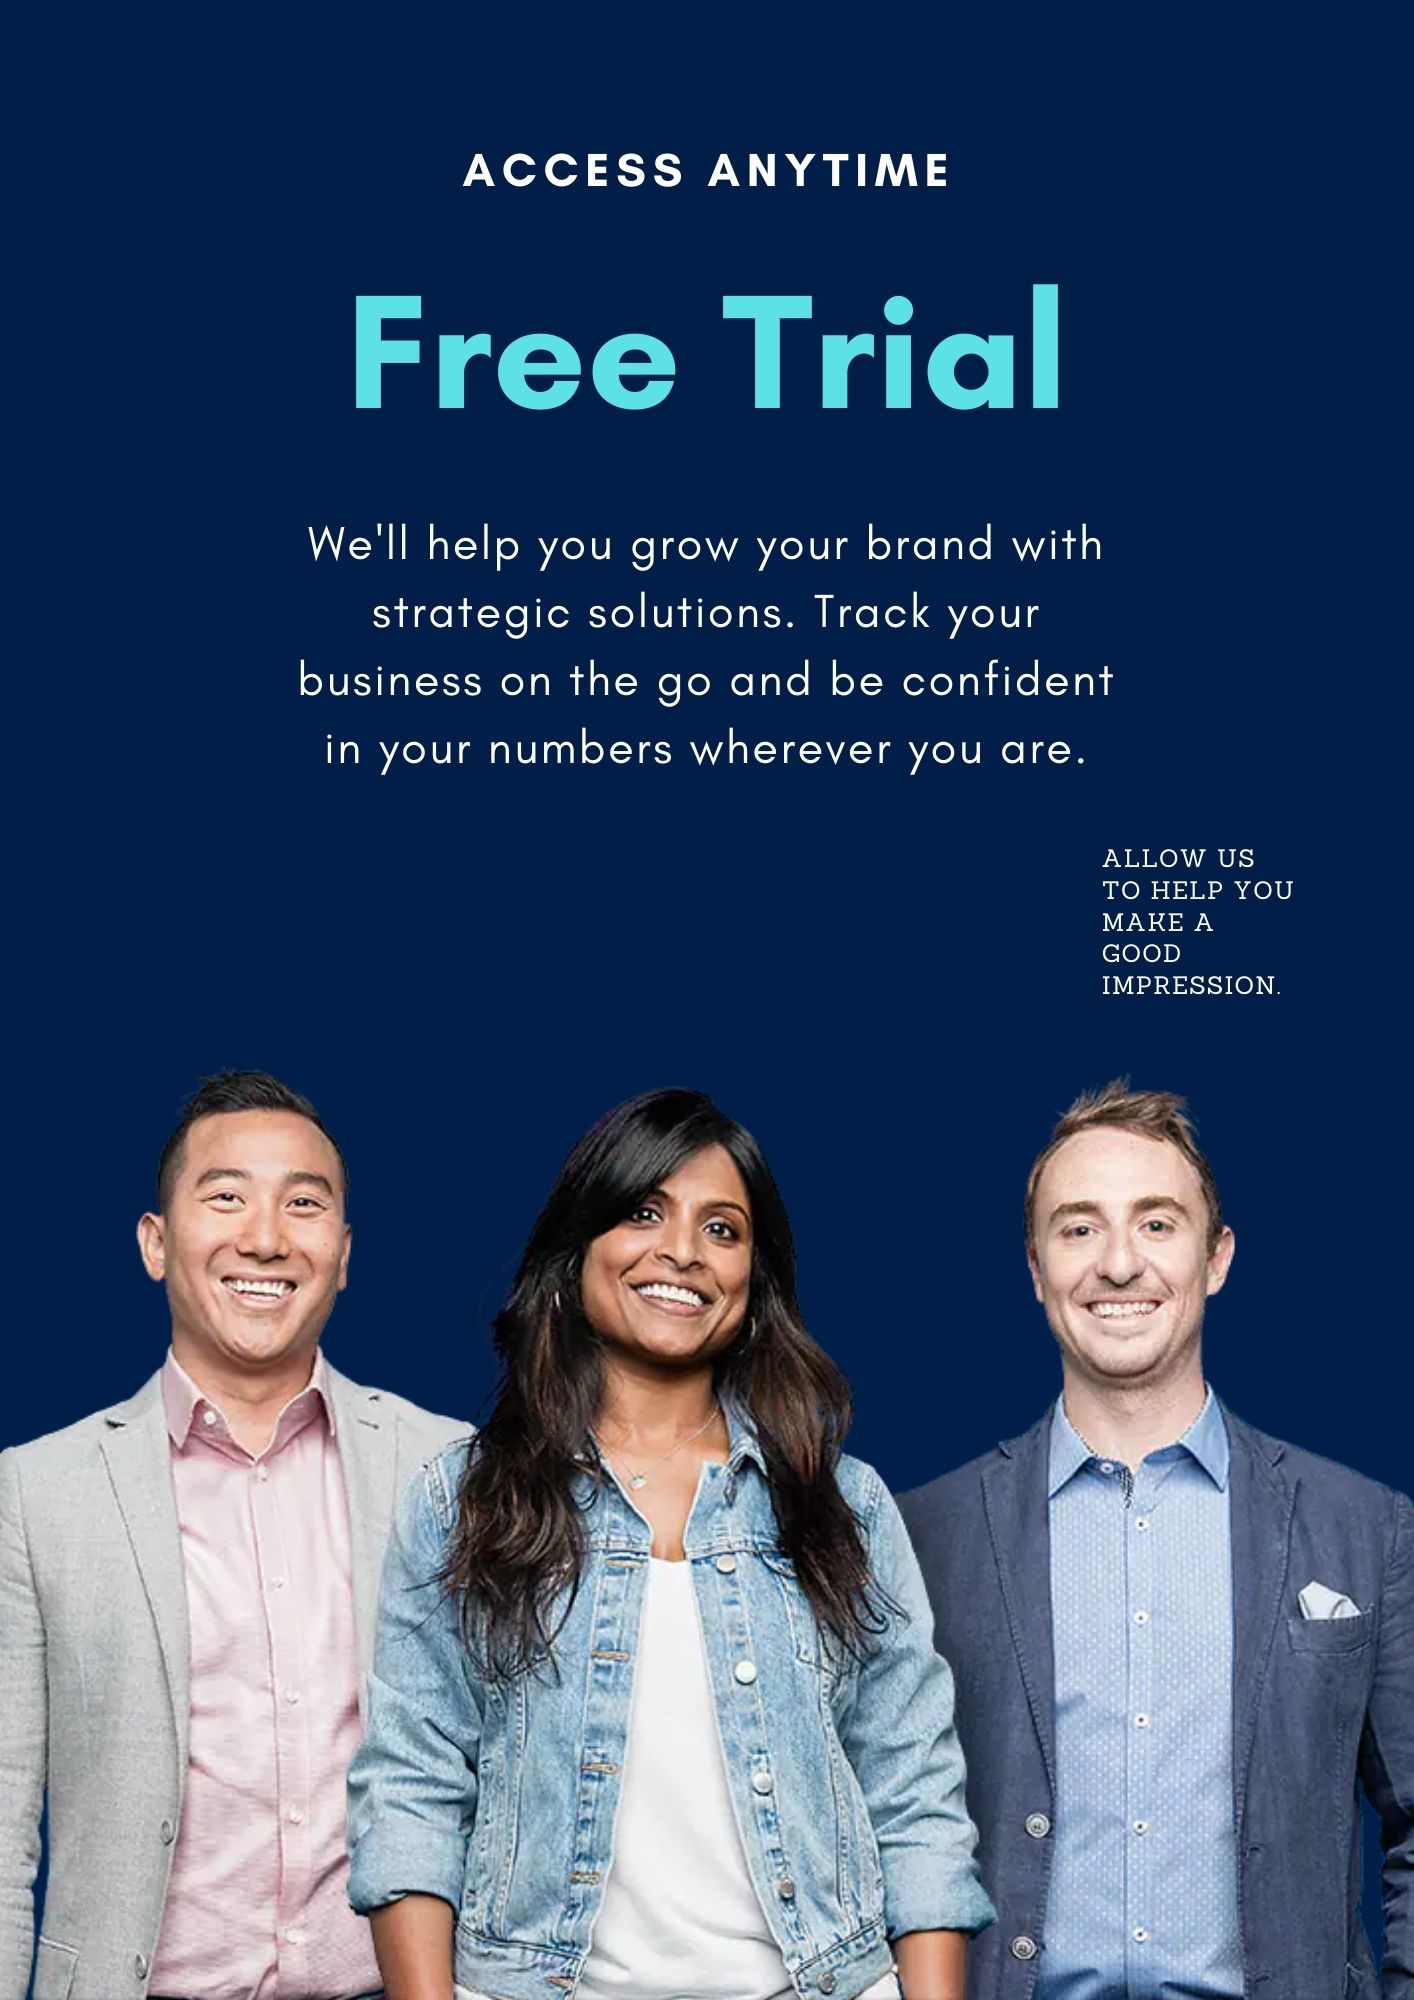 ACCESS ANYTIME
Free Trial
We'll help you grow your brand with
strategic solutions. Track your
business on the go and be confident
in your numbers wherever you are.
ALLOW US
TO HELP YOU
MAKE A
GOOD
IMPRESSION.